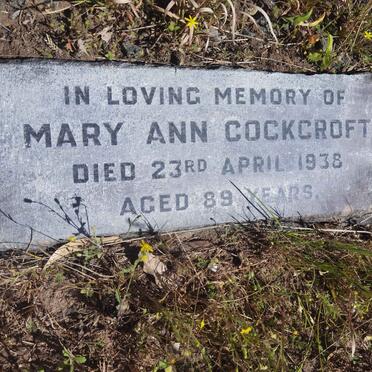 IN LOVING MEMORY OF
MARY ANN COCKCROFT
DIED 23RD APRIL 1938
AGED 89 YEARS.